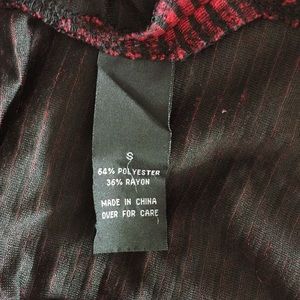 S
64% POLYESTER
36% RAYON
MADE IN CHINA
OVER FOR CARE